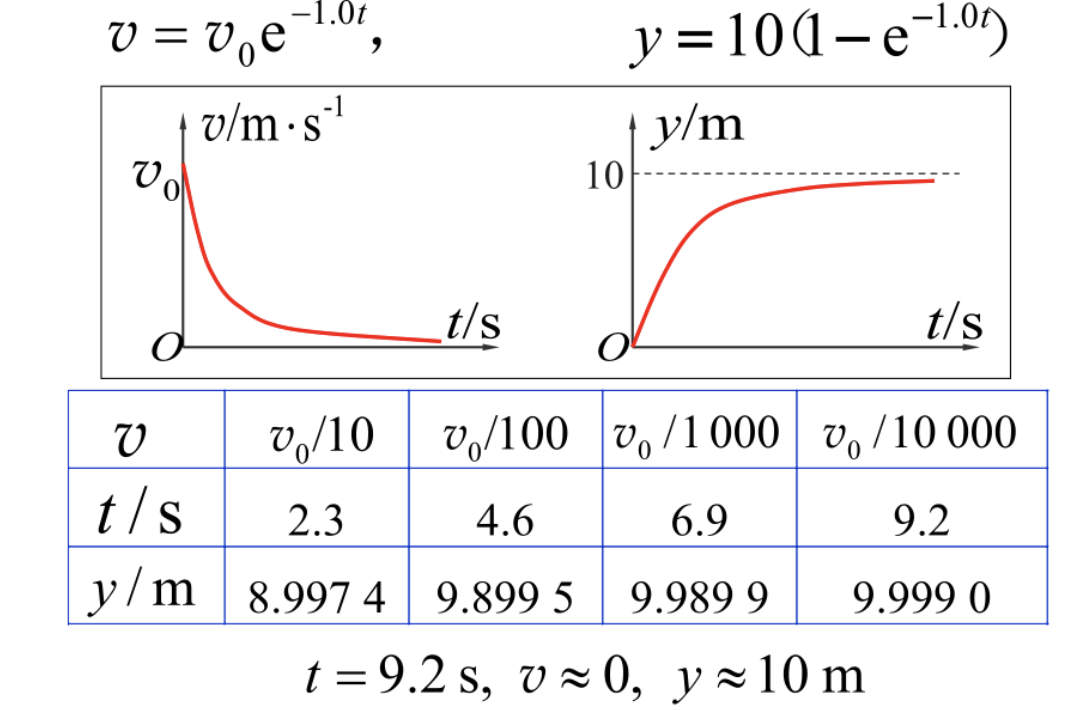 v = v₀e⁻¹·⁰ᵗ, y = 10(1 − e⁻¹·⁰ᵗ)
v/m·s⁻¹ y/m
v₀ 10
t/s t/s
O O
v v₀/10 v₀/100 v₀/1 000 v₀/10 000
t/s 2.3 4.6 6.9 9.2
y/m 8.997 4 9.899 5 9.989 9 9.999 0
t = 9.2 s, v ≈ 0, y ≈ 10 m